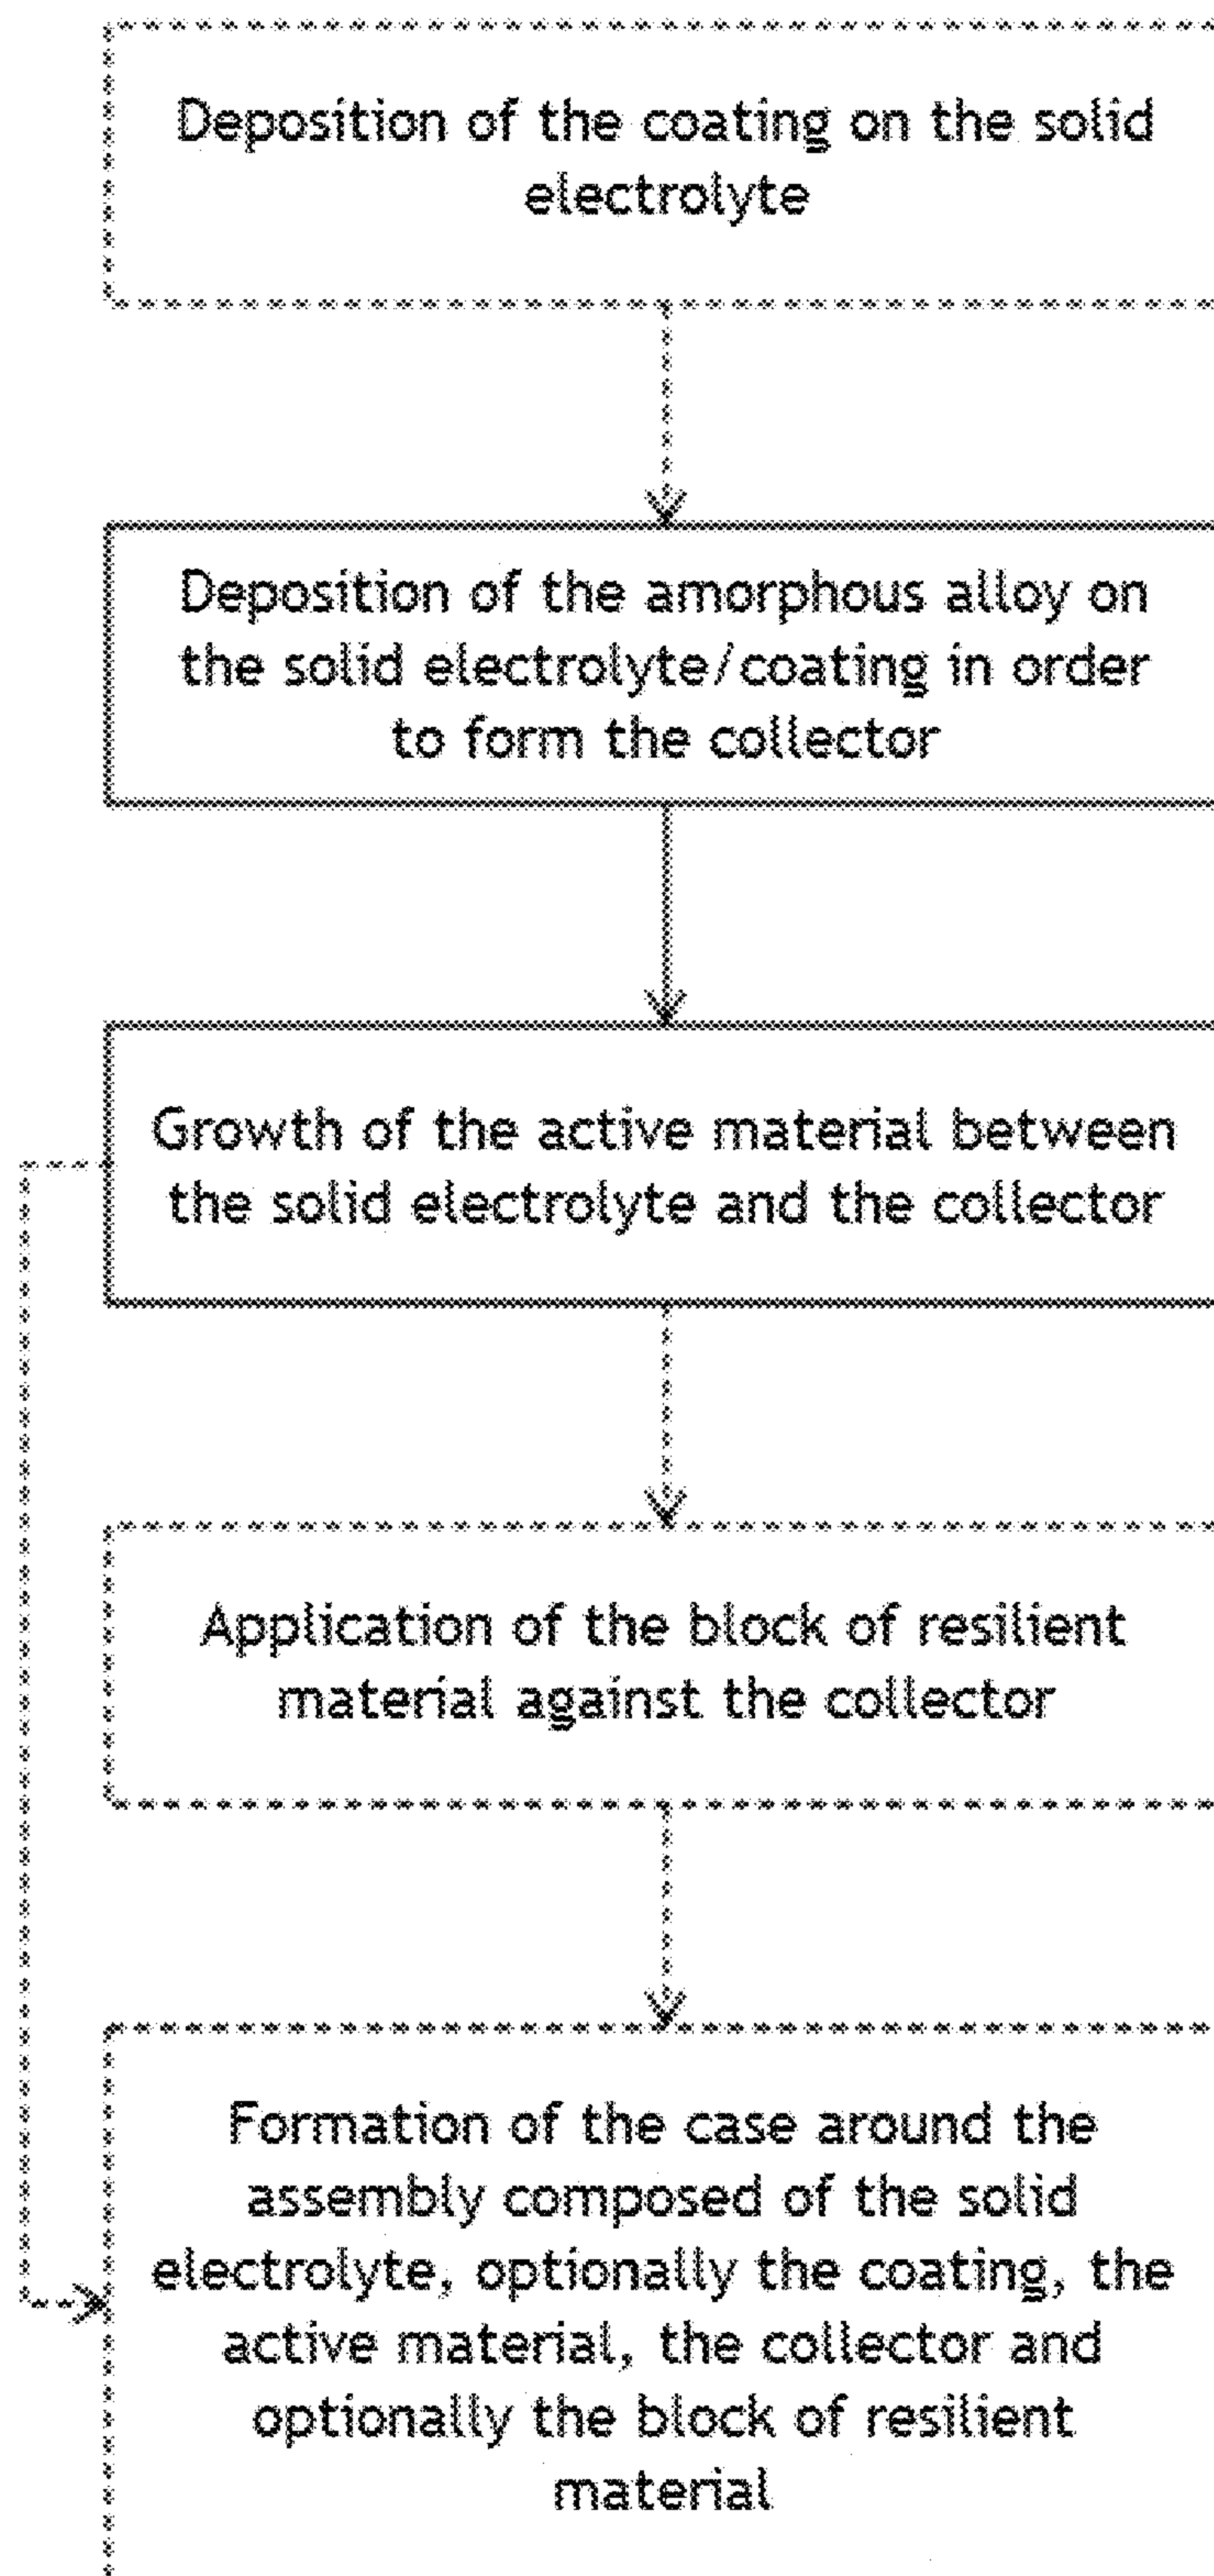 Deposition of the coating on the solid
electrolyte
Deposition of the amorphous alloy on
the solid electrolyte/coating in order
to form the collector
Growth of the active material between
the solid electrolyte and the collector
Application of the block of resilient
material against the collector
Formation of the case around the
assembly composed of the solid
electrolyte, optionally the coating, the
active material, the collector and
optionally the block of resilient
material